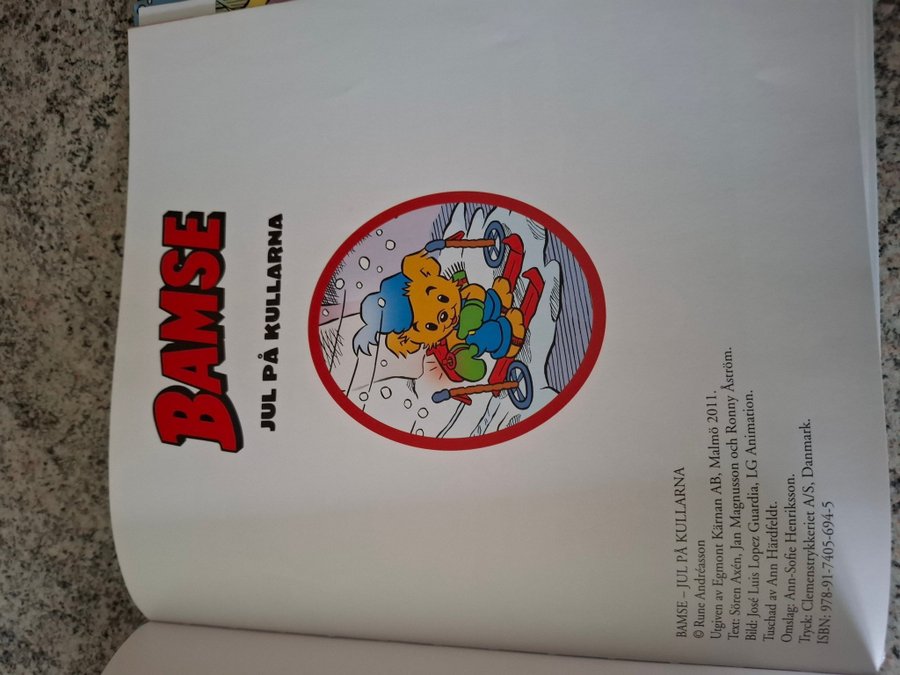 BAMSE
JUL PÅ KULLARNA
BAMSE – JUL PÅ KULLARNA
© Rune Andréasson
Utgiven av Egmont Kärnan AB, Malmö 2011.
Text: Sören Axén, Jan Magnusson och Ronny Åström.
Bild: José Luis Lopez Guardia, LG Animation.
Tuschad av Ann Härdfeldt.
Omslag: Ann-Sofie Henriksson.
Tryck: Clemenstrykkeriet A/S, Danmark.
ISBN: 978-91-7405-694-5